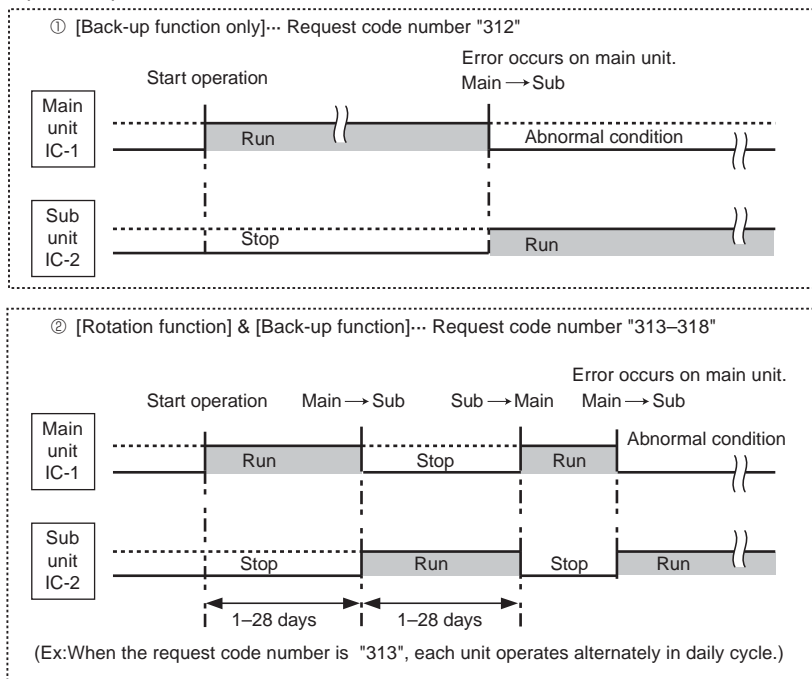 ① [Back-up function only]··· Request code number "312"
Error occurs on main unit.
Start operation
Main → Sub
Main
unit
IC-1
Run
Abnormal condition
Sub
unit
IC-2
Stop
Run
② [Rotation function] & [Back-up function]··· Request code number "313–318"
Error occurs on main unit.
Start operation Main → Sub Sub → Main Main → Sub
Main
unit
IC-1
Run Stop Run Abnormal condition
Sub
unit
IC-2
Stop Run Stop Run
1–28 days 1–28 days
(Ex:When the request code number is "313", each unit operates alternately in daily cycle.)